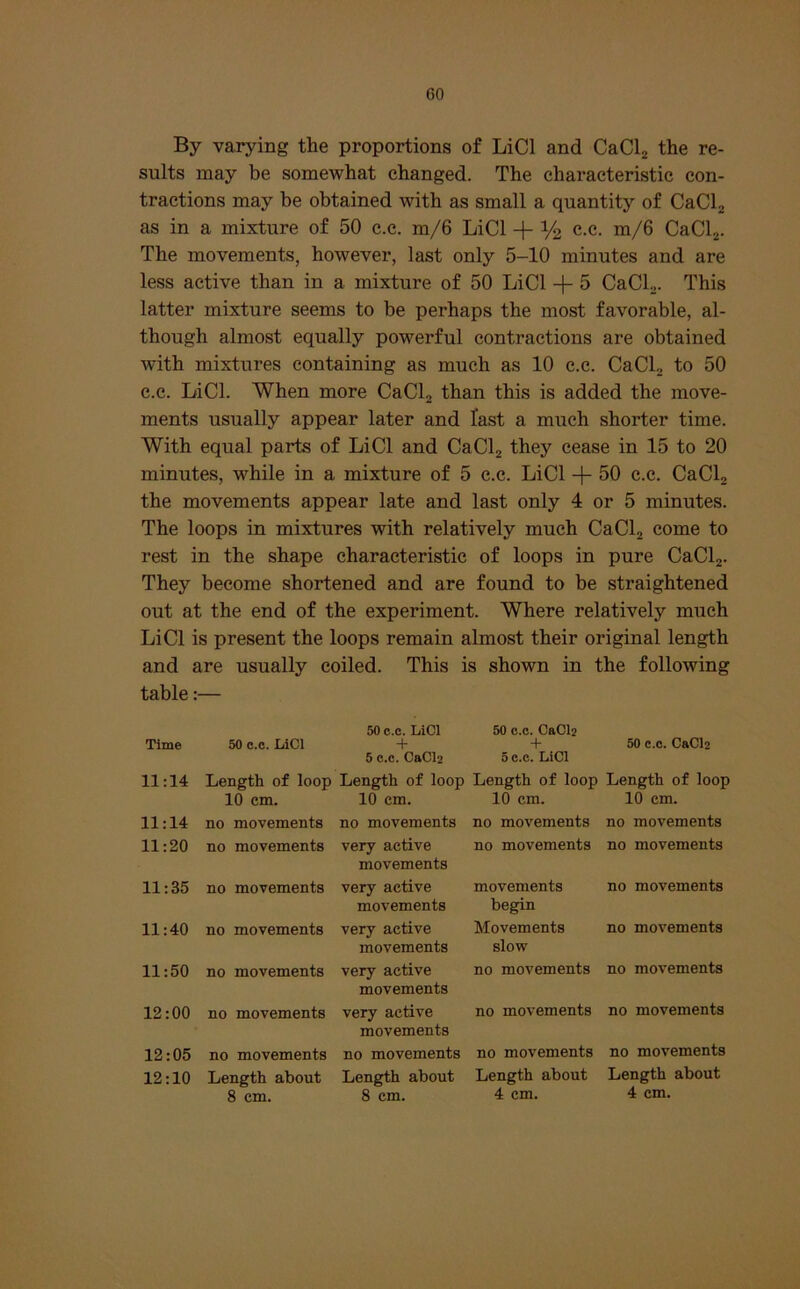 60
By varying the proportions of LiCl and CaCl₂ the re-
sults may be somewhat changed. The characteristic con-
tractions may be obtained with as small a quantity of CaCl₂
as in a mixture of 50 c.c. m/6 LiCl + ½ c.c. m/6 CaCl₂.
The movements, however, last only 5–10 minutes and are
less active than in a mixture of 50 LiCl + 5 CaCl₂. This
latter mixture seems to be perhaps the most favorable, al-
though almost equally powerful contractions are obtained
with mixtures containing as much as 10 c.c. CaCl₂ to 50
c.c. LiCl. When more CaCl₂ than this is added the move-
ments usually appear later and last a much shorter time.
With equal parts of LiCl and CaCl₂ they cease in 15 to 20
minutes, while in a mixture of 5 c.c. LiCl + 50 c.c. CaCl₂
the movements appear late and last only 4 or 5 minutes.
The loops in mixtures with relatively much CaCl₂ come to
rest in the shape characteristic of loops in pure CaCl₂.
They become shortened and are found to be straightened
out at the end of the experiment. Where relatively much
LiCl is present the loops remain almost their original length
and are usually coiled. This is shown in the following
table:—
50 c.c. LiCl 50 c.c. CaCl₂
Time 50 c.c. LiCl + + 50 c.c. CaCl₂
5 c.c. CaCl₂ 5 c.c. LiCl
11:14 Length of loop Length of loop Length of loop Length of loop
10 cm. 10 cm. 10 cm. 10 cm.
11:14 no movements no movements no movements no movements
11:20 no movements very active no movements no movements
movements
11:35 no movements very active movements no movements
movements begin
11:40 no movements very active Movements no movements
movements slow
11:50 no movements very active no movements no movements
movements
12:00 no movements very active no movements no movements
movements
12:05 no movements no movements no movements no movements
12:10 Length about Length about Length about Length about
8 cm. 8 cm. 4 cm. 4 cm.